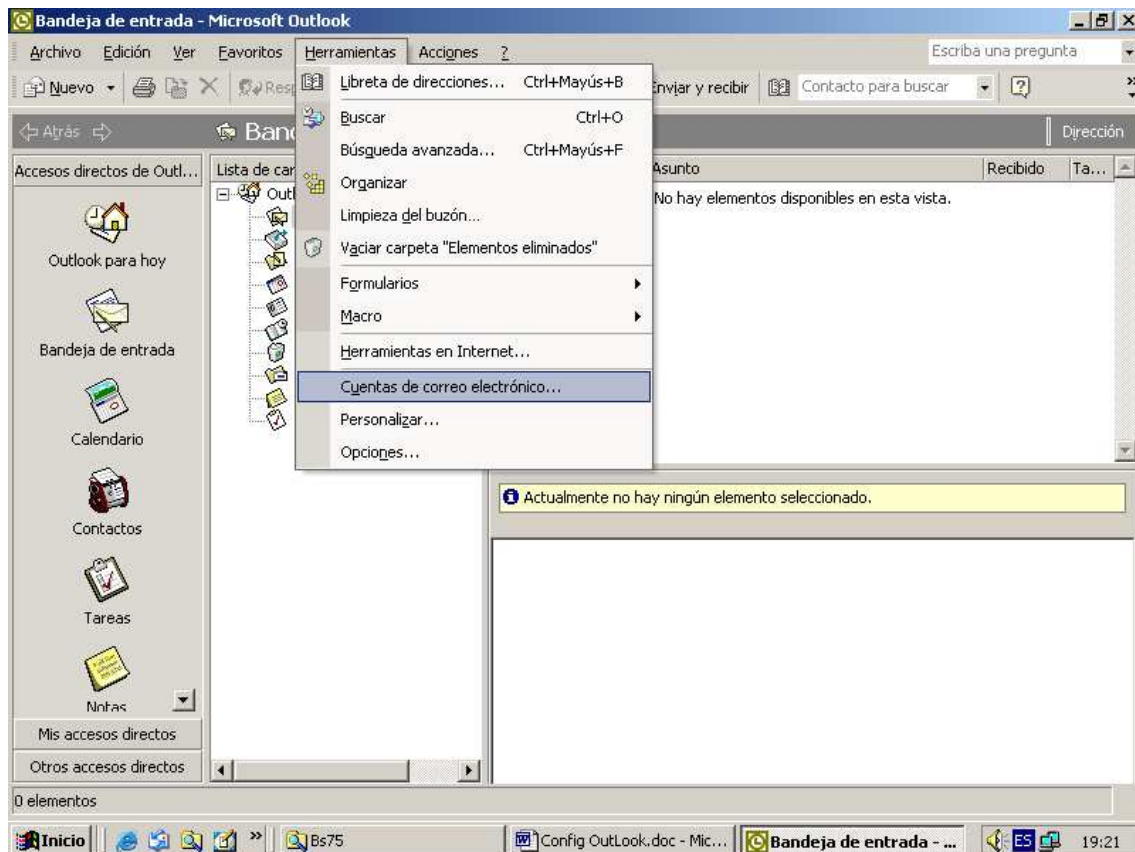 Bandeja de entrada - Microsoft Outlook
Archivo Edición Ver Favoritos Herramientas Acciones ? Escriba una pregunta
Nuevo Resp Enviar y recibir Contacto para buscar
Atrás Band Dirección
Accesos directos de Outl... Lista de car Asunto Recibido Ta...
Outl No hay elementos disponibles en esta vista.
Libreta de direcciones... Ctrl+Mayús+B
Buscar Ctrl+O
Búsqueda avanzada... Ctrl+Mayús+F
Organizar
Limpieza del buzón...
Vaciar carpeta "Elementos eliminados"
Formularios
Macro
Herramientas en Internet...
Cuentas de correo electrónico...
Personalizar...
Opciones...
Outlook para hoy
Bandeja de entrada
Calendario
Contactos
Tareas
Notas
Mis accesos directos
Otros accesos directos
Actualmente no hay ningún elemento seleccionado.
0 elementos
Inicio » Bs75 Config OutLook.doc - Mic... Bandeja de entrada - ... ES 19:21